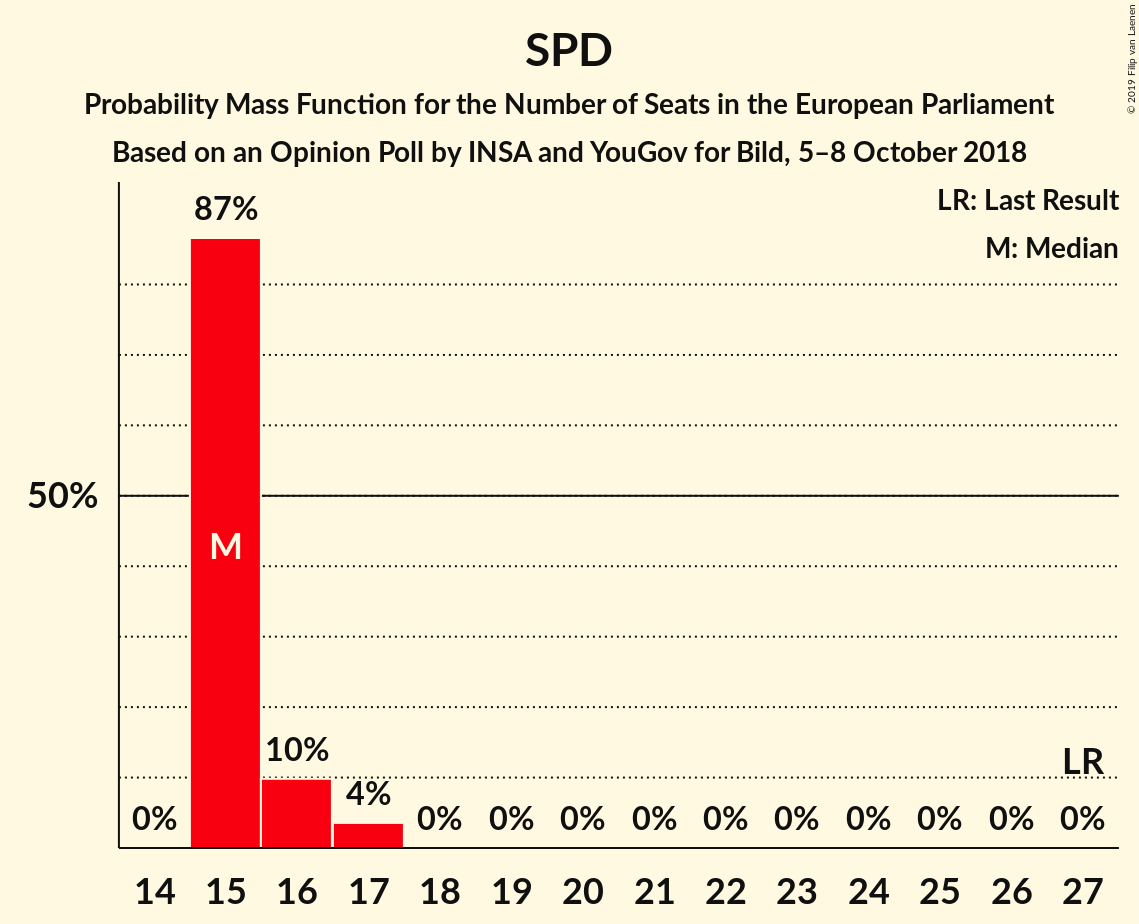 SPD
Probability Mass Function for the Number of Seats in the European Parliament
Based on an Opinion Poll by INSA and YouGov for Bild, 5–8 October 2018
© 2019 Filip van Laenen
LR: Last Result
M: Median
87%
50%
M
10%
LR
4%
0% 0% 0% 0% 0% 0% 0% 0% 0% 0% 0%
14 15 16 17 18 19 20 21 22 23 24 25 26 27